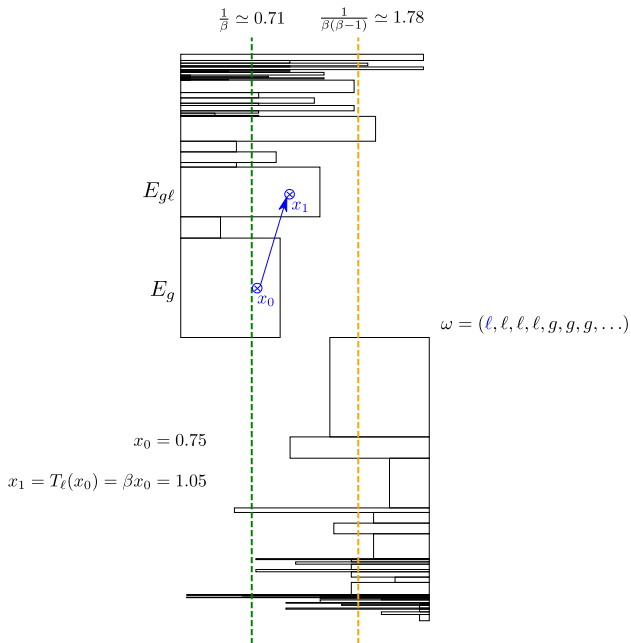 1/β ≃ 0.71
1/(β(β−1)) ≃ 1.78
E_{gℓ}
x_1
E_g
x_0
ω = (ℓ, ℓ, ℓ, ℓ, g, g, g, …)
x_0 = 0.75
x_1 = T_ℓ(x_0) = βx_0 = 1.05